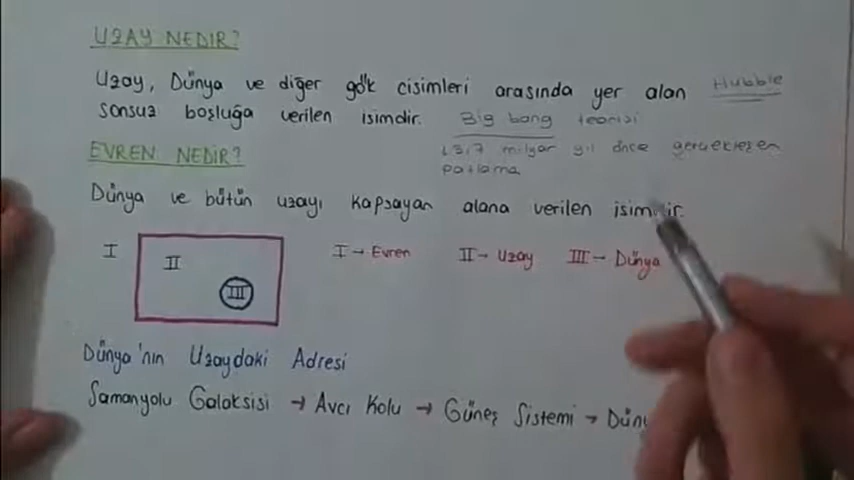 UZAY NEDİR?
Uzay, Dünya ve diğer gök cisimleri arasında yer alan Hubble
sonsuz boşluğa verilen isimdir. Big bang teorisi
EVREN NEDİR?
13,7 milyar yıl önce gerçekleşen
patlama
Dünya ve bütün uzayı kapsayan alana verilen isimdir.
I II III I → Evren II → Uzay III → Dünya
Dünya'nın Uzaydaki Adresi
Samanyolu Galaksisi → Avcı Kolu → Güneş Sistemi →